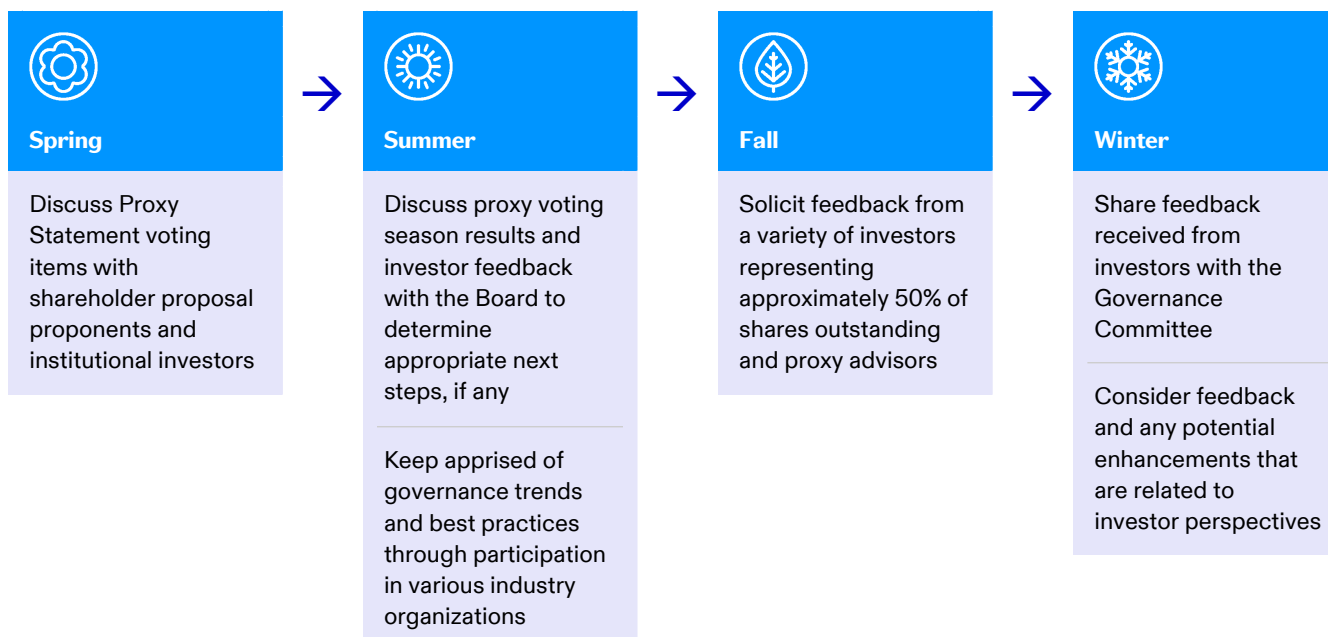 Spring
Discuss Proxy
Statement voting
items with
shareholder proposal
proponents and
institutional investors
Summer
Discuss proxy voting
season results and
investor feedback
with the Board to
determine
appropriate next
steps, if any
Keep apprised of
governance trends
and best practices
through participation
in various industry
organizations
Fall
Solicit feedback from
a variety of investors
representing
approximately 50% of
shares outstanding
and proxy advisors
Winter
Share feedback
received from
investors with the
Governance
Committee
Consider feedback
and any potential
enhancements that
are related to
investor perspectives